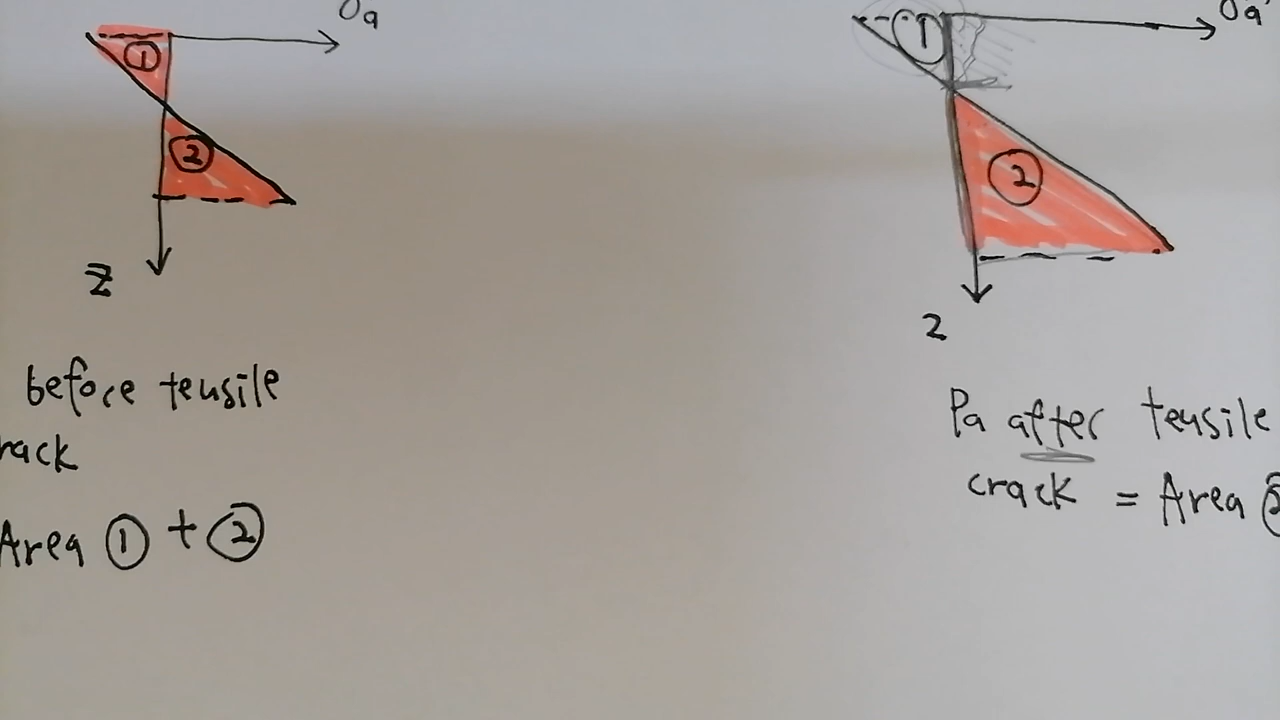 σa
①
②
z
before tensile
rack
Area ① + ②
σa'
①
②
z
Pa after tensile
crack = Area ②